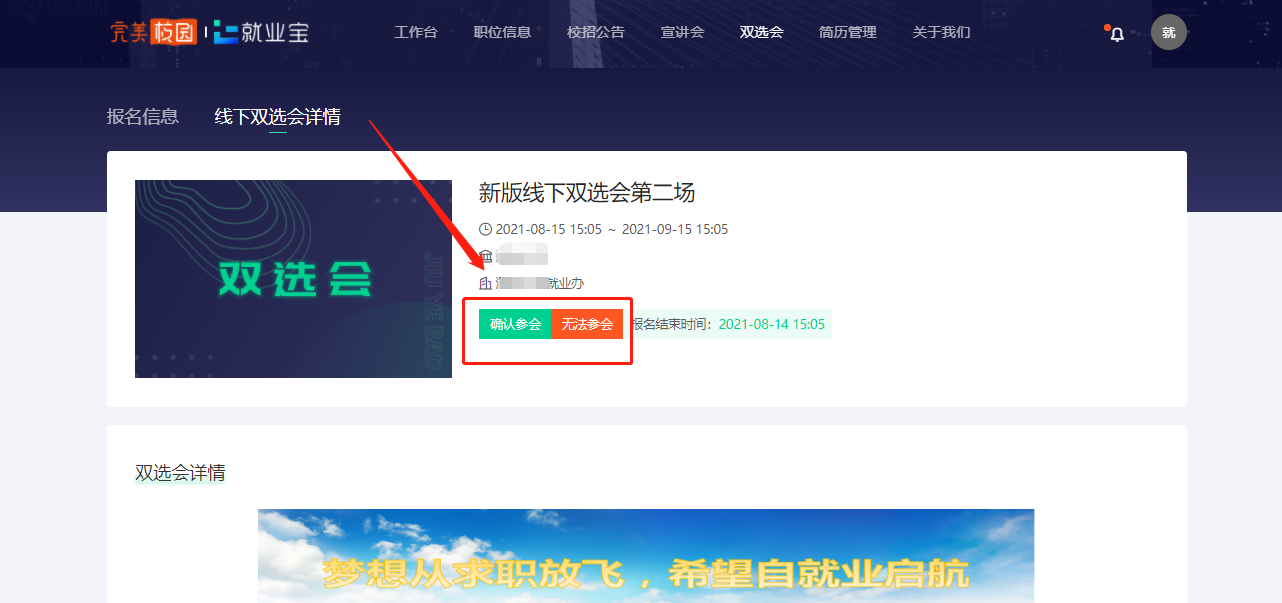 完美校园 | 就业宝
工作台 职位信息 校招公告 宣讲会 双选会 简历管理 关于我们 就
报名信息 线下双选会详情
双选会
JIU YE BAO
新版线下双选会第二场
2021-08-15 15:05 ~ 2021-09-15 15:05
就业办
确认参会 无法参会 报名结束时间：2021-08-14 15:05
双选会详情
梦想从求职放飞，希望自就业启航